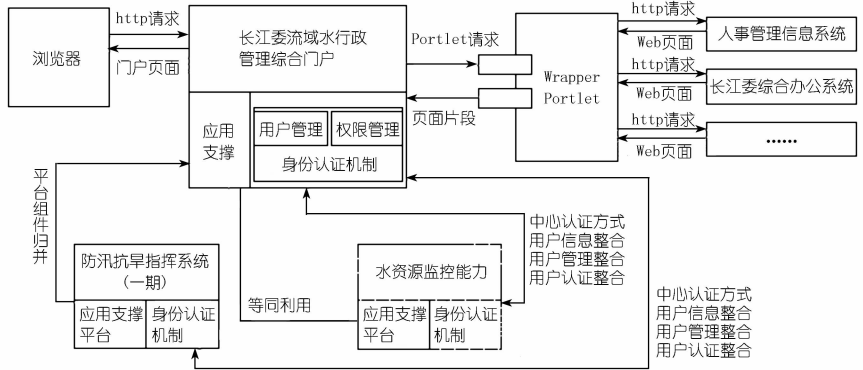 浏览器
http请求
门户页面
长江委流域水行政
管理综合门户
应用
支撑
用户管理
权限管理
身份认证机制
Portlet请求
页面片段
Wrapper
Portlet
http请求
Web页面
人事管理信息系统
http请求
Web页面
长江委综合办公系统
http请求
Web页面
……
平台组件归并
防汛抗旱指挥系统
(一期)
应用支撑
平台
身份认证
机制
等同利用
水资源监控能力
应用支撑
平台
身份认证
机制
中心认证方式
用户信息整合
用户管理整合
用户认证整合
中心认证方式
用户信息整合
用户管理整合
用户认证整合